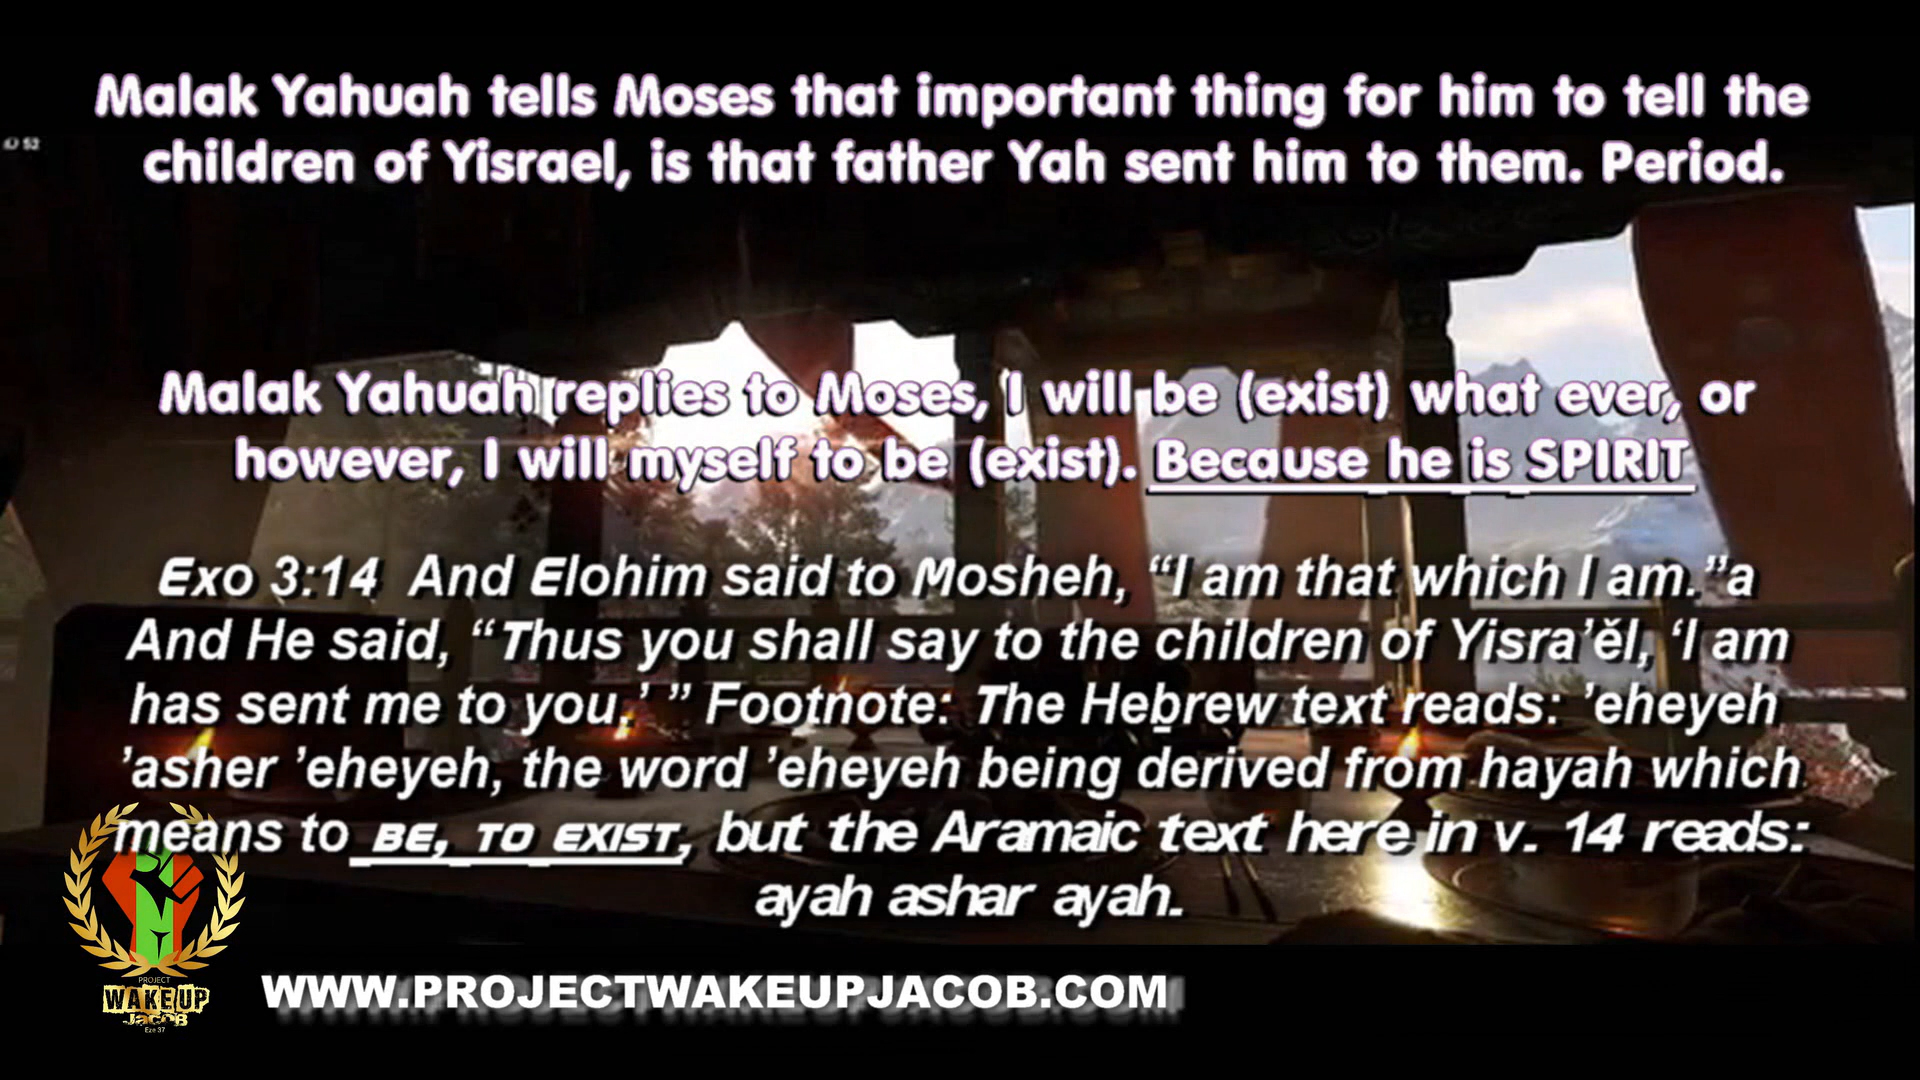 Malak Yahuah tells Moses that important thing for him to tell the
children of Yisrael, is that father Yah sent him to them. Period.
52
Malak Yahuah replies to Moses, I will be (exist) what ever, or
however, I will myself to be (exist). Because he is SPIRIT
Exo 3:14 And Elohim said to Mosheh, “I am that which I am.”a
And He said, “Thus you shall say to the children of Yisra’ĕl, ‘I am
has sent me to you.’ ” Footnote: The Heḇrew text reads: ’eheyeh
’asher ’eheyeh, the word ’eheyeh being derived from hayah which
means to BE, TO EXIST, but the Aramaic text here in v. 14 reads:
ayah ashar ayah.
PROJECT
WAKE UP
JACOB
Eze 37
WWW.PROJECTWAKEUPJACOB.COM